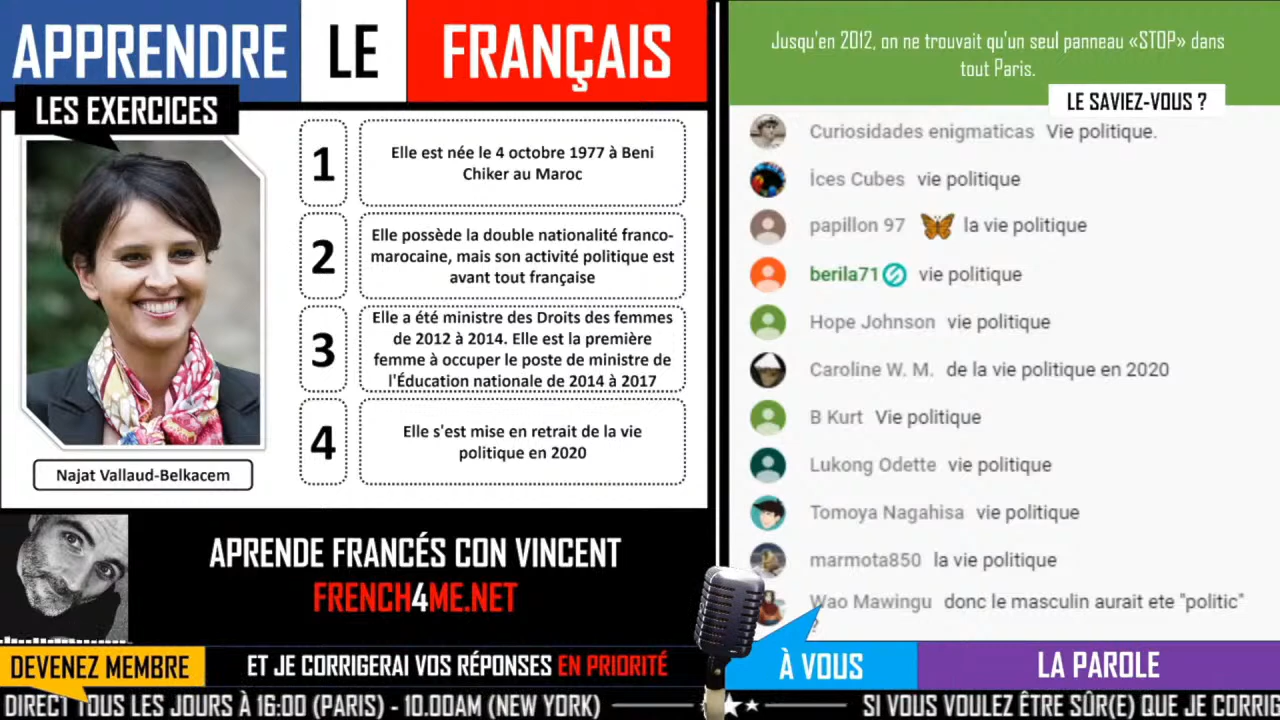 APPRENDRE LE FRANÇAIS
LES EXERCICES
1
Elle est née le 4 octobre 1977 à Beni
Chiker au Maroc
2
Elle possède la double nationalité franco-
marocaine, mais son activité politique est
avant tout française
3
Elle a été ministre des Droits des femmes
de 2012 à 2014. Elle est la première
femme à occuper le poste de ministre de
l'Éducation nationale de 2014 à 2017
4
Elle s'est mise en retrait de la vie
politique en 2020
Najat Vallaud-Belkacem
APRENDE FRANCÉS CON VINCENT
FRENCH4ME.NET
Jusqu'en 2012, on ne trouvait qu'un seul panneau «STOP» dans
tout Paris.
LE SAVIEZ-VOUS ?
Curiosidades enigmaticas Vie politique.
İces Cubes vie politique
papillon 97 la vie politique
berila71 vie politique
Hope Johnson vie politique
Caroline W. M. de la vie politique en 2020
B Kurt Vie politique
Lukong Odette vie politique
Tomoya Nagahisa vie politique
marmota850 la vie politique
Wao Mawingu donc le masculin aurait ete "politic"
?
DEVENEZ MEMBRE
ET JE CORRIGERAI VOS RÉPONSES EN PRIORITÉ
À VOUS
LA PAROLE
DIRECT TOUS LES JOURS À 16:00 (PARIS) - 10.00AM (NEW YORK)
SI VOUS VOULEZ ÊTRE SÛR(E) QUE JE CORRIG